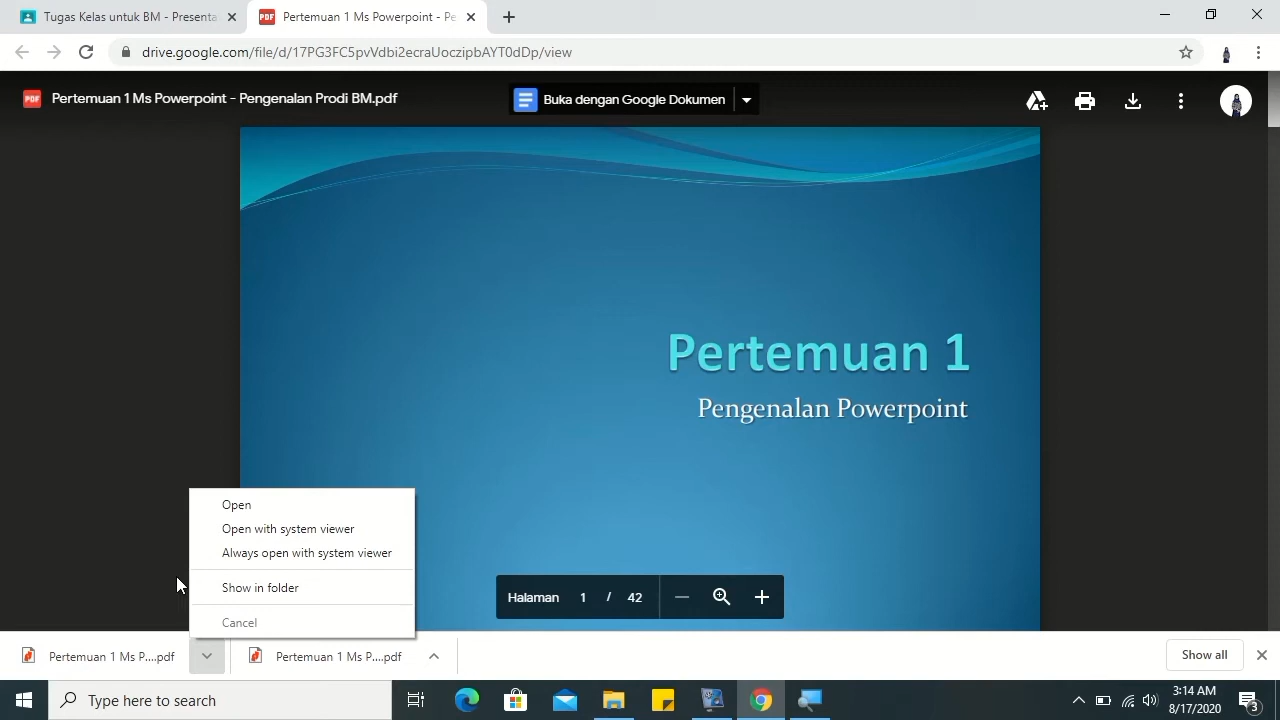 Tugas Kelas untuk BM - Presenta
Pertemuan 1 Ms Powerpoint - Pe
drive.google.com/file/d/17PG3FC5pvVdbi2ecraUoczipbAYT0dDp/view
PDF
Pertemuan 1 Ms Powerpoint - Pengenalan Prodi BM.pdf
Buka dengan Google Dokumen
Pertemuan 1
Pengenalan Powerpoint
Open
Open with system viewer
Always open with system viewer
Show in folder
Cancel
Halaman 1 / 42
Pertemuan 1 Ms P....pdf
Pertemuan 1 Ms P....pdf
Show all
Type here to search
3:14 AM
8/17/2020
3